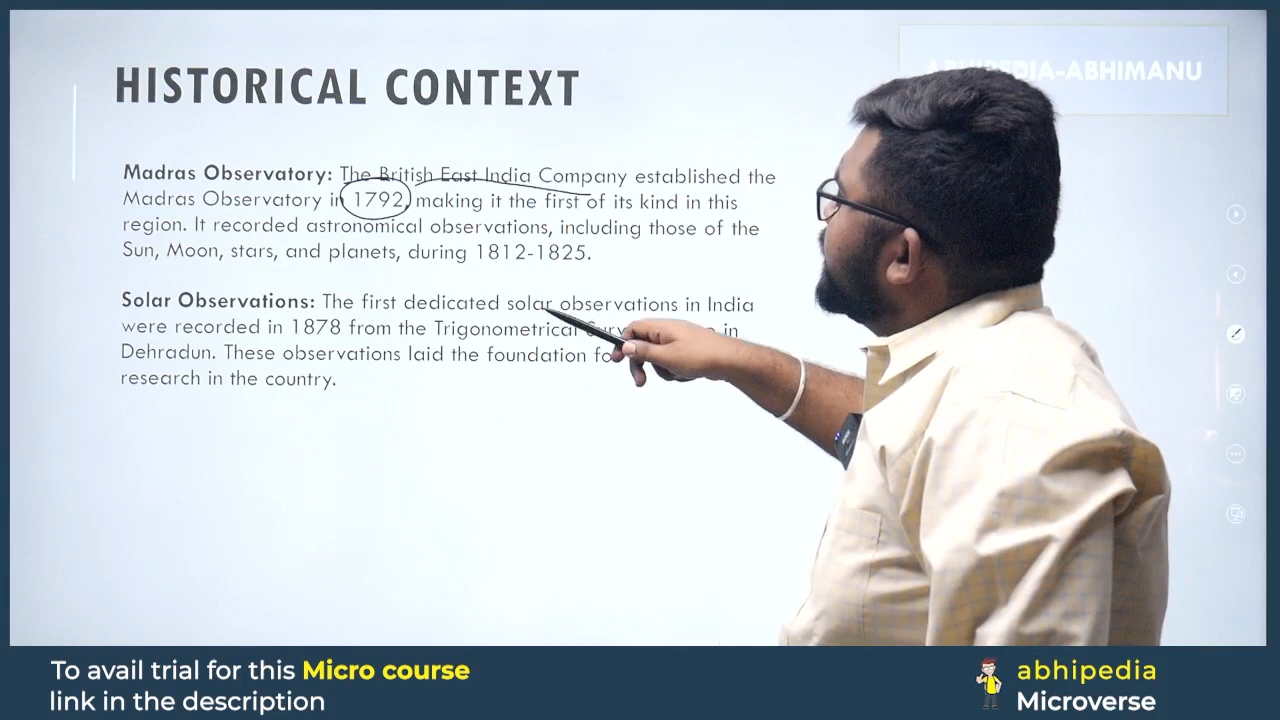 ABHIPEDIA-ABHIMANU
HISTORICAL CONTEXT
Madras Observatory: The British East India Company established the
Madras Observatory in 1792, making it the first of its kind in this
region. It recorded astronomical observations, including those of the
Sun, Moon, stars, and planets, during 1812-1825.
Solar Observations: The first dedicated solar observations in India
were recorded in 1878 from the Trigonometrical in
Dehradun. These observations laid the foundation
research in the country.
To avail trial for this Micro course
link in the description
abhipedia
Microverse